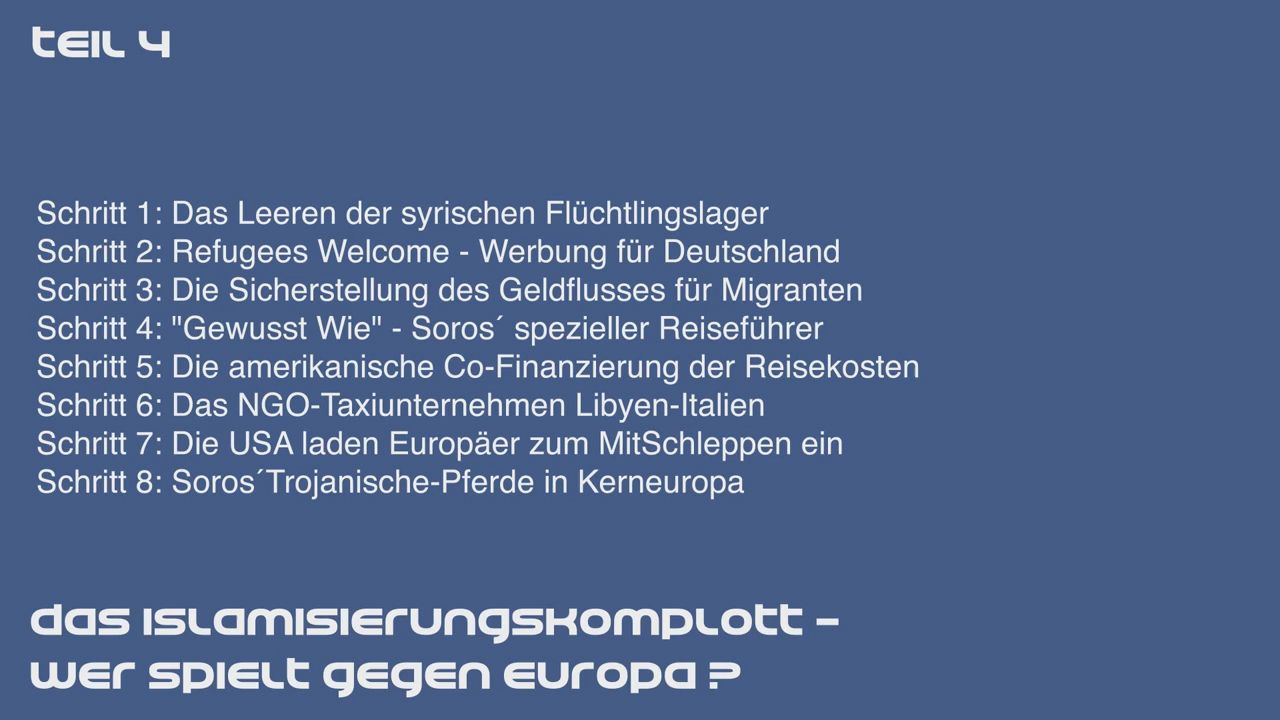 Teil 4
Schritt 1: Das Leeren der syrischen Flüchtlingslager
Schritt 2: Refugees Welcome - Werbung für Deutschland
Schritt 3: Die Sicherstellung des Geldflusses für Migranten
Schritt 4: "Gewusst Wie" - Soros´ spezieller Reiseführer
Schritt 5: Die amerikanische Co-Finanzierung der Reisekosten
Schritt 6: Das NGO-Taxiunternehmen Libyen-Italien
Schritt 7: Die USA laden Europäer zum MitSchleppen ein
Schritt 8: Soros´Trojanische-Pferde in Kerneuropa
Das Islamisierungskomplott –
Wer spielt gegen Europa ?